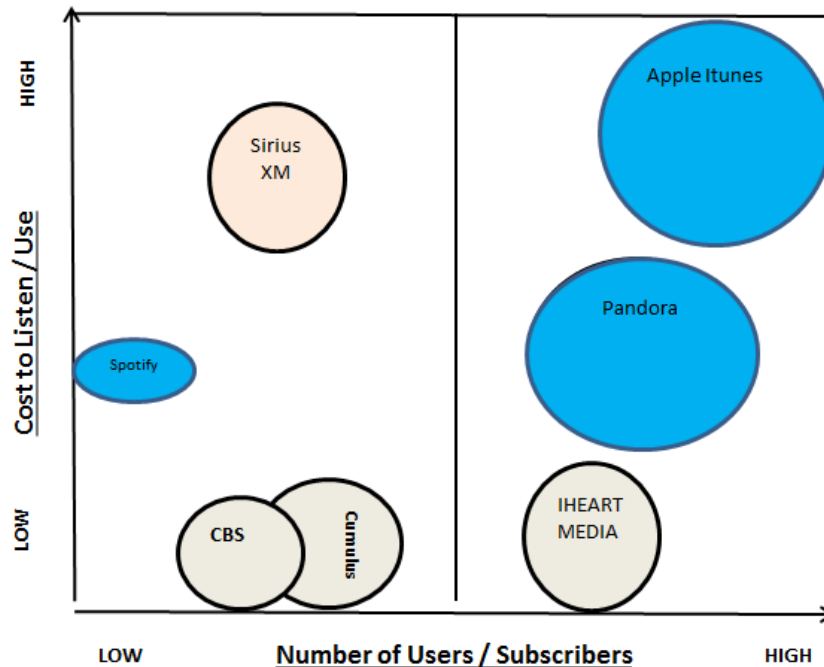 HIGH
Apple Itunes
Sirius
XM
Cost to Listen / Use
Pandora
Spotify
LOW
CBS
Cumulus
IHEART
MEDIA
LOW
Number of Users / Subscribers
HIGH